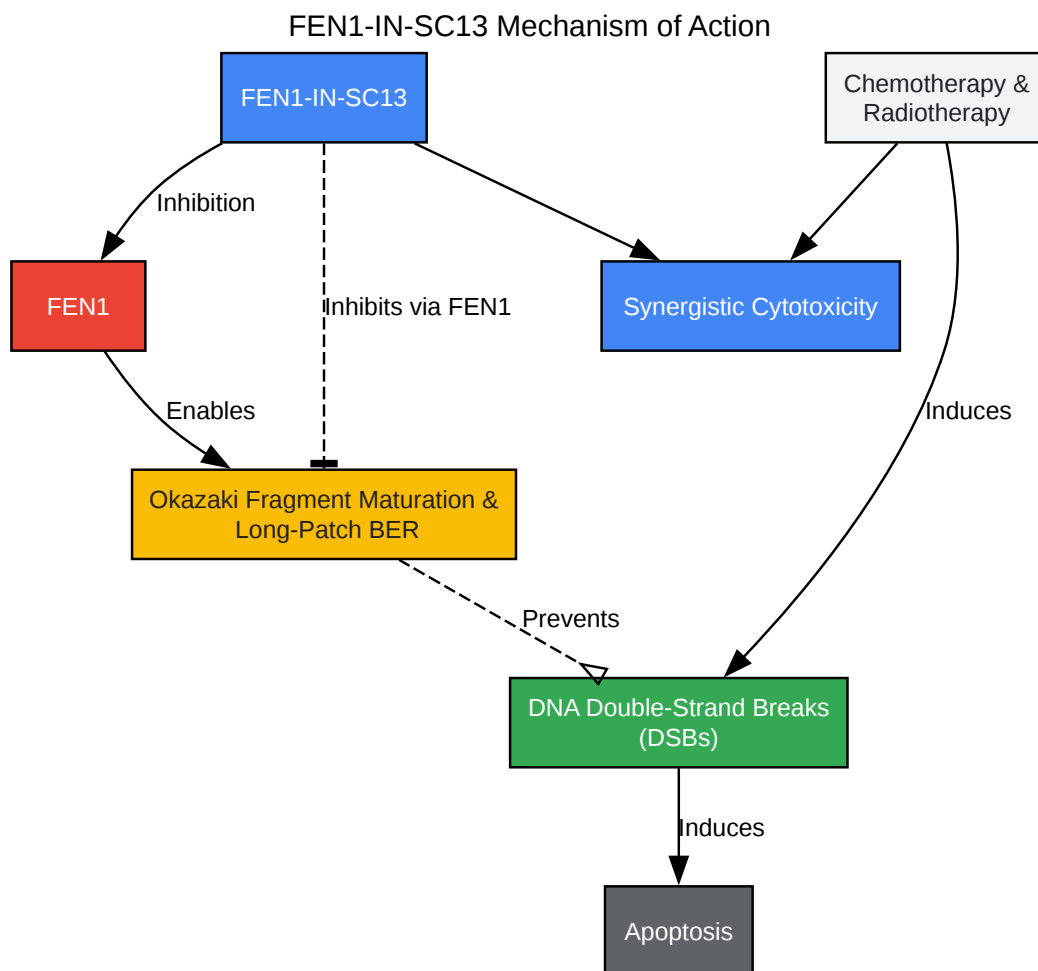 FEN1-IN-SC13 Mechanism of Action
FEN1-IN-SC13
Chemotherapy &
Radiotherapy
Inhibition
FEN1
Inhibits via FEN1
Synergistic Cytotoxicity
Enables
Induces
Okazaki Fragment Maturation &
Long-Patch BER
Prevents
DNA Double-Strand Breaks
(DSBs)
Induces
Apoptosis